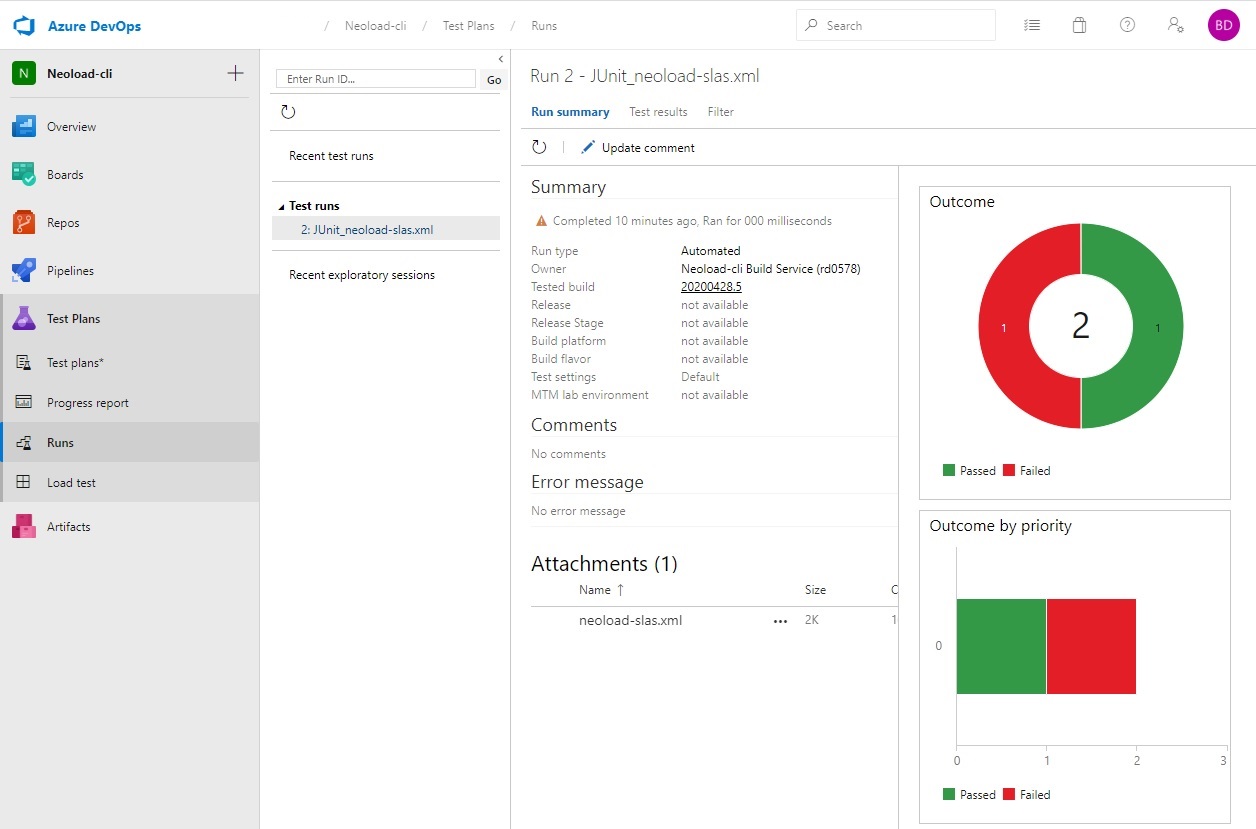 Azure DevOps / Neoload-cli / Test Plans / Runs Search BD
N Neoload-cli
Overview
Boards
Repos
Pipelines
Test Plans
Test plans*
Progress report
Runs
Load test
Artifacts
Enter Run ID... Go
Recent test runs
Test runs
2: JUnit_neoload-slas.xml
Recent exploratory sessions
Run 2 - JUnit_neoload-slas.xml
Run summary Test results Filter
Update comment
Summary
Completed 10 minutes ago, Ran for 000 milliseconds
Run type Automated
Owner Neoload-cli Build Service (rd0578)
Tested build 20200428.5
Release not available
Release Stage not available
Build platform not available
Build flavor not available
Test settings Default
MTM lab environment not available
Comments
No comments
Error message
No error message
Attachments (1)
Name ↑ Size C
neoload-slas.xml ... 2K 1
Outcome
1 2 1
Passed Failed
Outcome by priority
0
0 1 2 3
Passed Failed